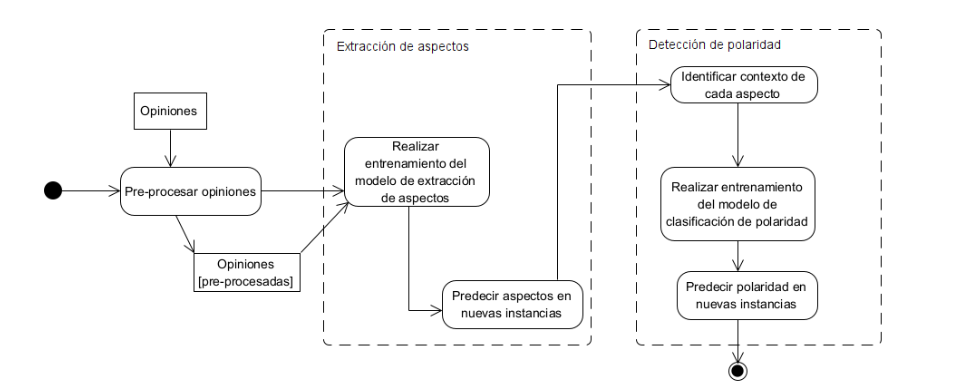 Extracción de aspectos
Detección de polaridad
Opiniones
Pre-procesar opiniones
Opiniones
[pre-procesadas]
Realizar
entrenamiento del
modelo de extracción
de aspectos
Predecir aspectos en
nuevas instancias
Identificar contexto de
cada aspecto
Realizar entrenamiento
del modelo de
clasificación de polaridad
Predecir polaridad en
nuevas instancias